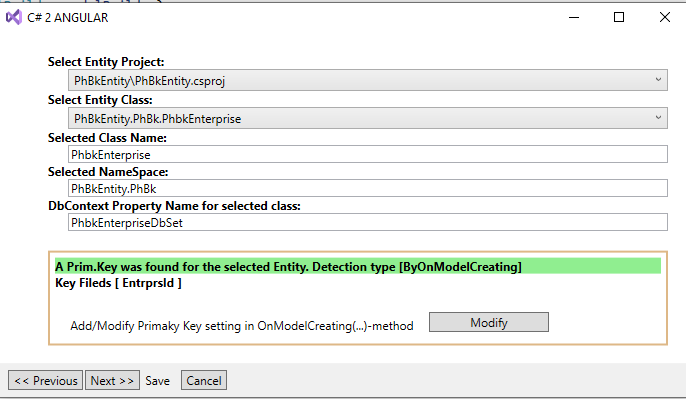 C# 2 ANGULAR
Select Entity Project:
PhBkEntity\PhBkEntity.csproj
Select Entity Class:
PhBkEntity.PhBk.PhbkEnterprise
Selected Class Name:
PhbkEnterprise
Selected NameSpace:
PhBkEntity.PhBk
DbContext Property Name for selected class:
PhbkEnterpriseDbSet
A Prim.Key was found for the selected Entity. Detection type [ByOnModelCreating]
Key Fileds [ EntrprsId ]
Add/Modify Primaky Key setting in OnModelCreating(...)-method
Modify
<< Previous Next >> Save Cancel